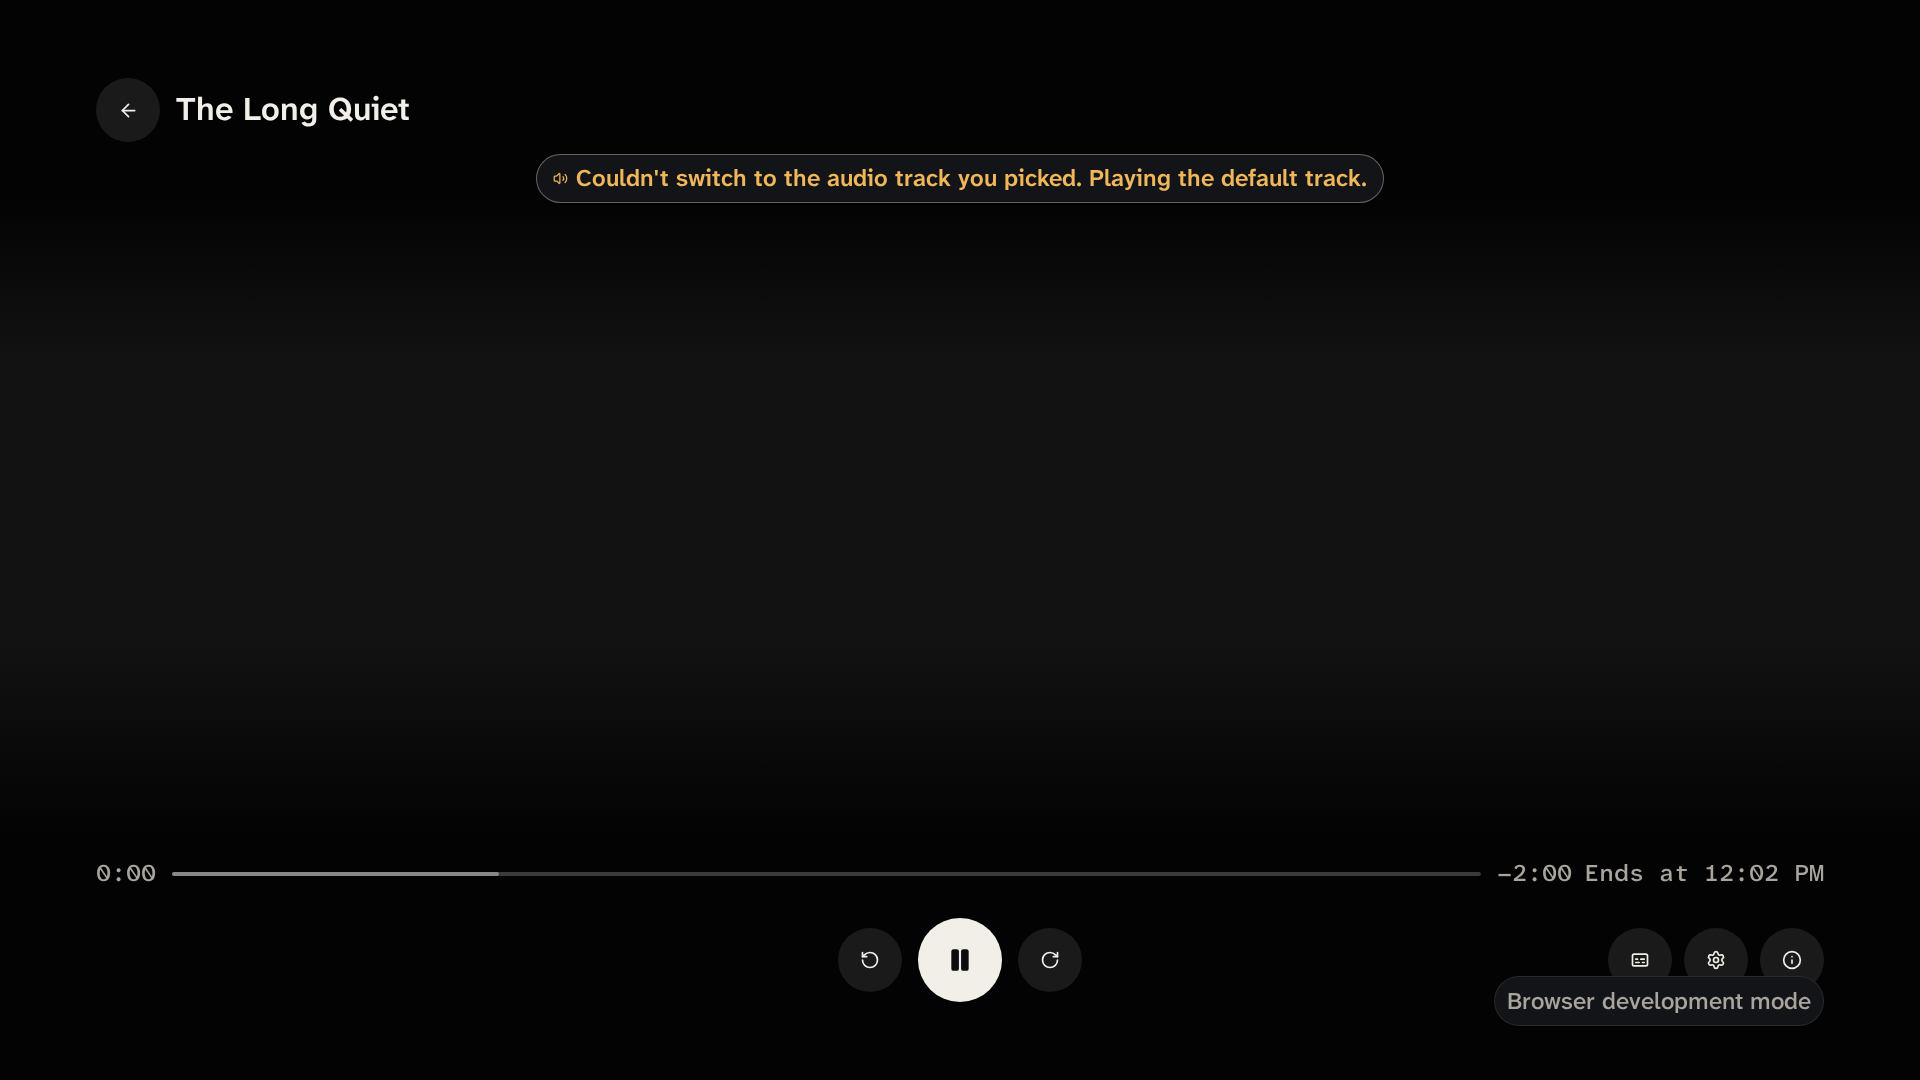 The Long Quiet
Couldn't switch to the audio track you picked. Playing the default track.
0:00
−2:00 Ends at 12:02 PM
Browser development mode